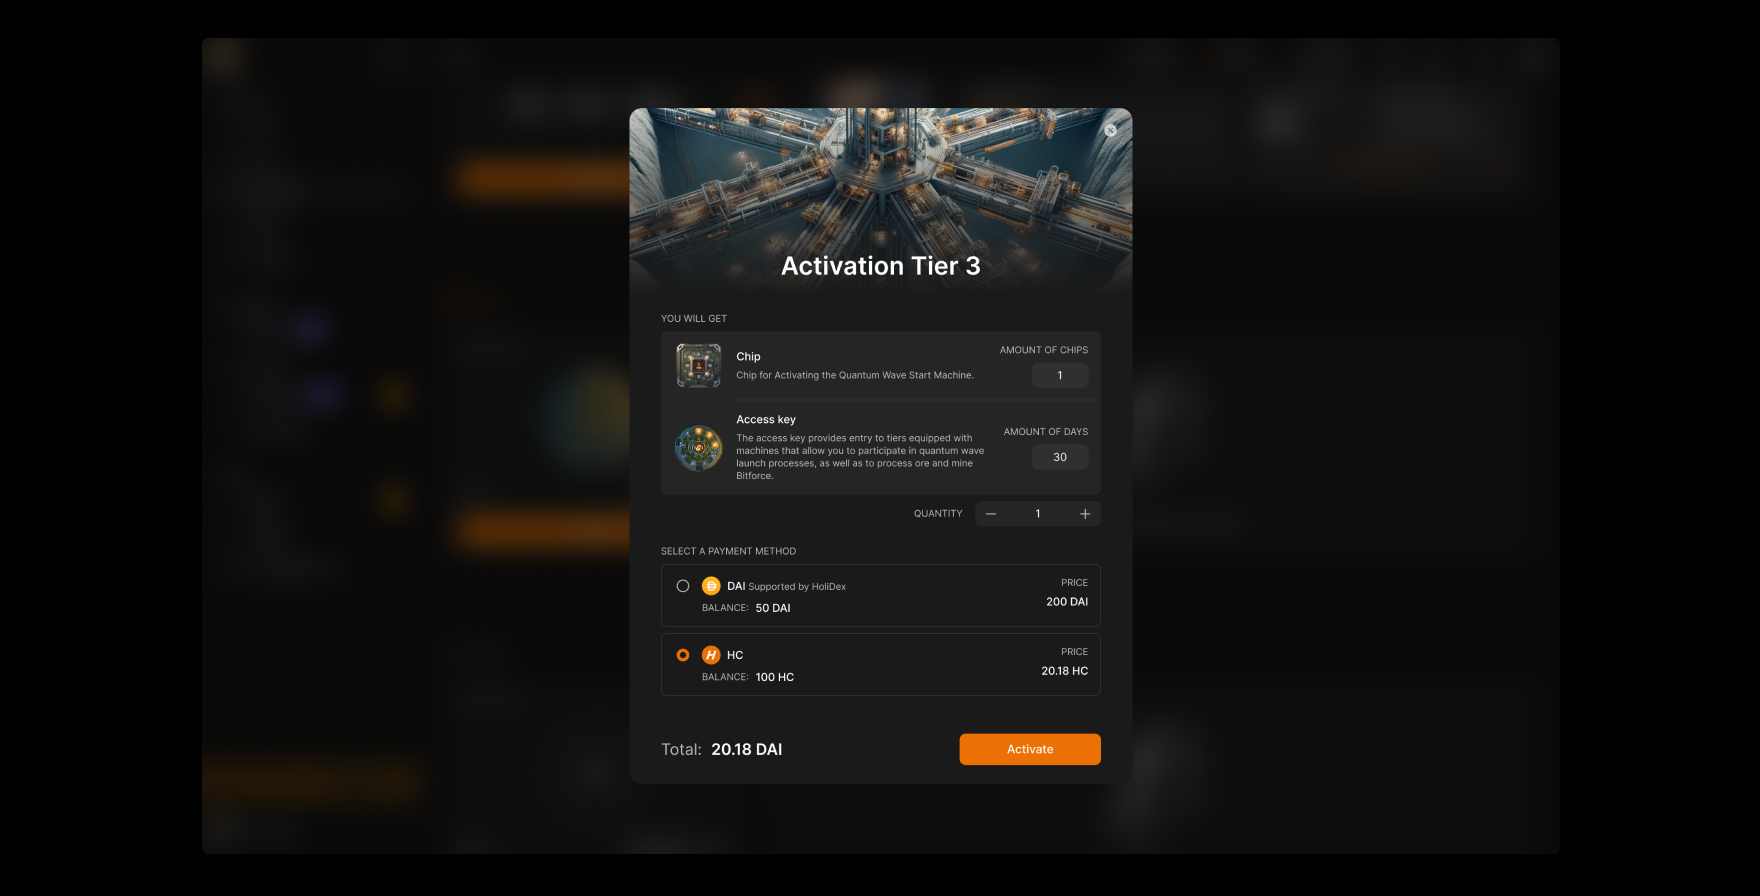 Activation Tier 3
YOU WILL GET
Chip
Chip for Activating the Quantum Wave Start Machine.
AMOUNT OF CHIPS
1
Access key
The access key provides entry to tiers equipped with
machines that allow you to participate in quantum wave
launch processes, as well as to process ore and mine
Bitforce.
AMOUNT OF DAYS
30
QUANTITY
1
SELECT A PAYMENT METHOD
DAI Supported by HoliDex
BALANCE: 50 DAI
PRICE
200 DAI
HC
BALANCE: 100 HC
PRICE
20.18 HC
Total: 20.18 DAI
Activate